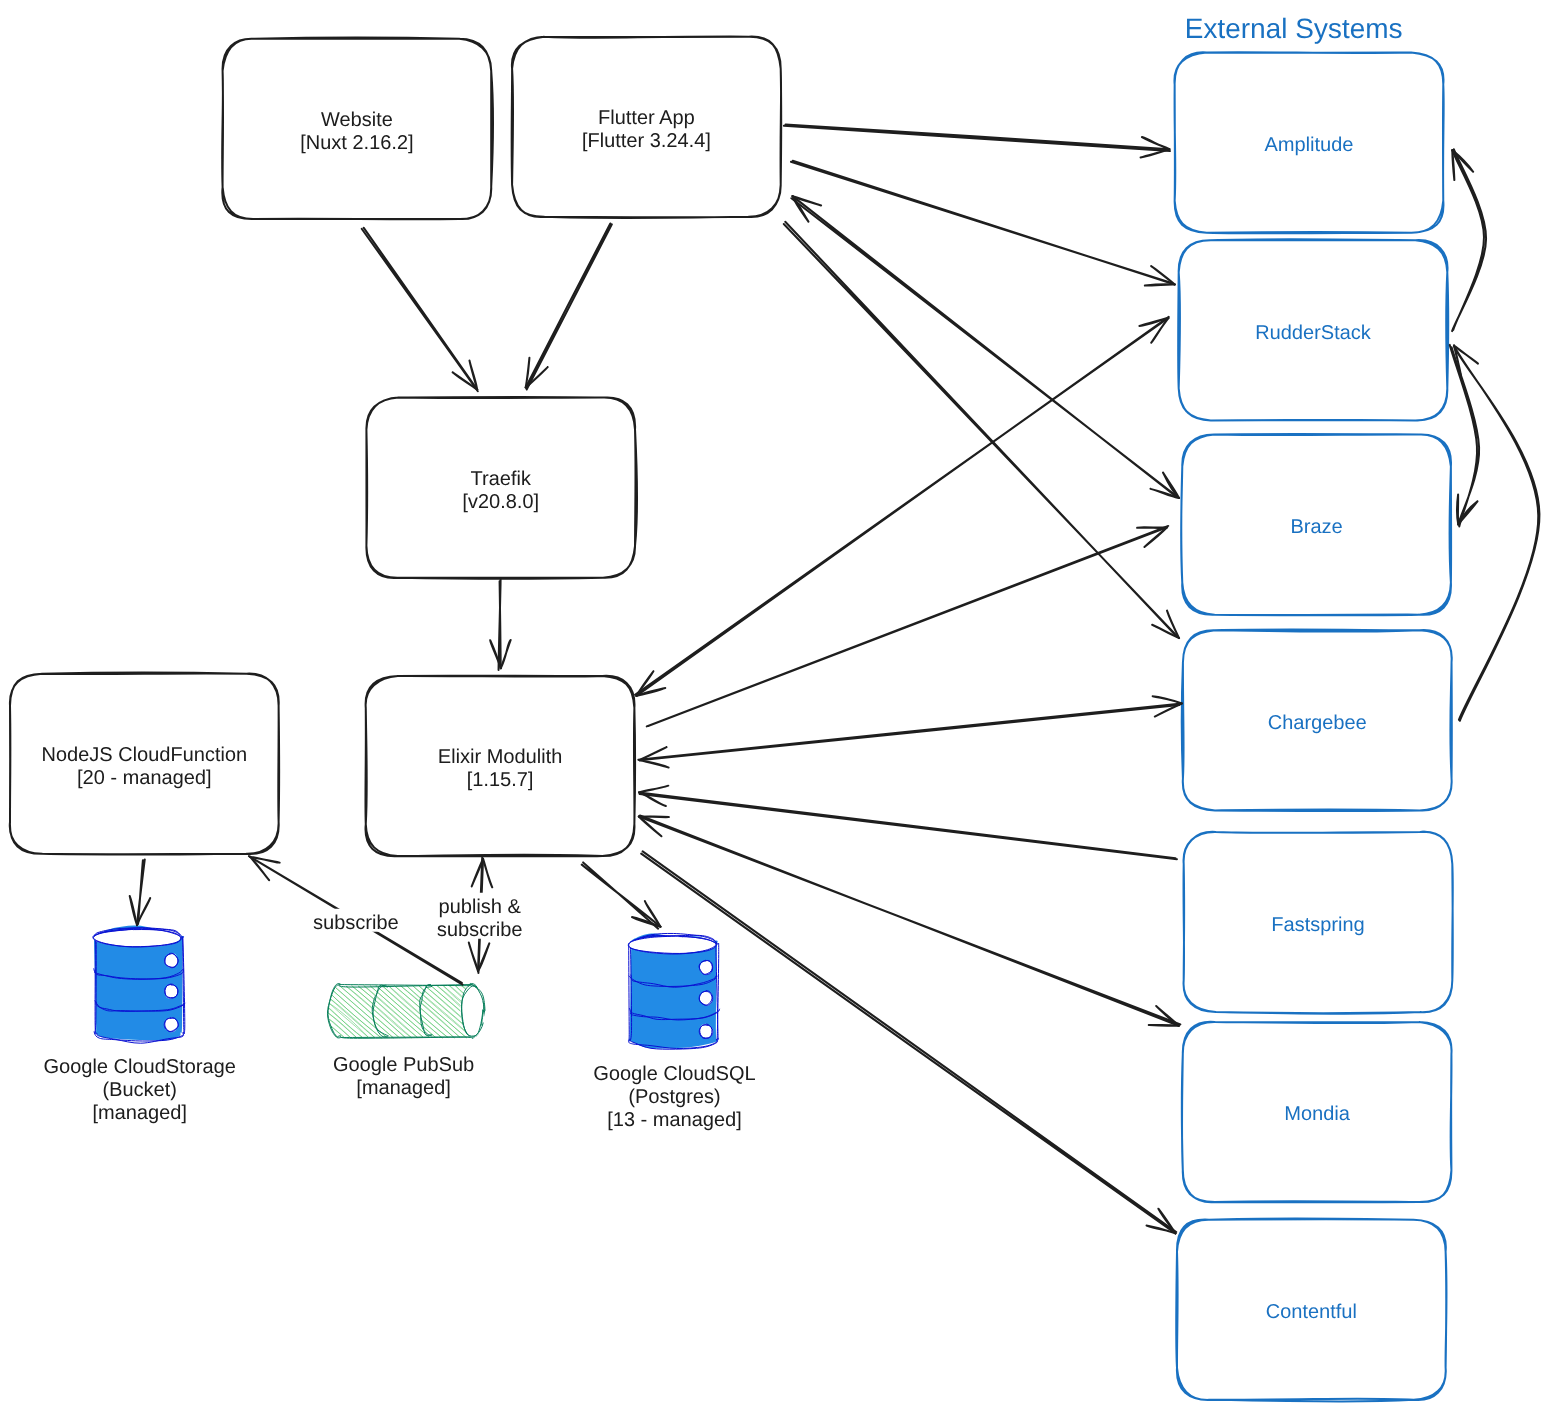 External Systems
Website
[Nuxt 2.16.2]
Flutter App
[Flutter 3.24.4]
Amplitude
RudderStack
Traefik
[v20.8.0]
Braze
NodeJS CloudFunction
[20 - managed]
Elixir Modulith
[1.15.7]
Chargebee
subscribe
publish &
subscribe
Fastspring
Google CloudStorage
(Bucket)
[managed]
Google PubSub
[managed]
Google CloudSQL
(Postgres)
[13 - managed]
Mondia
Contentful